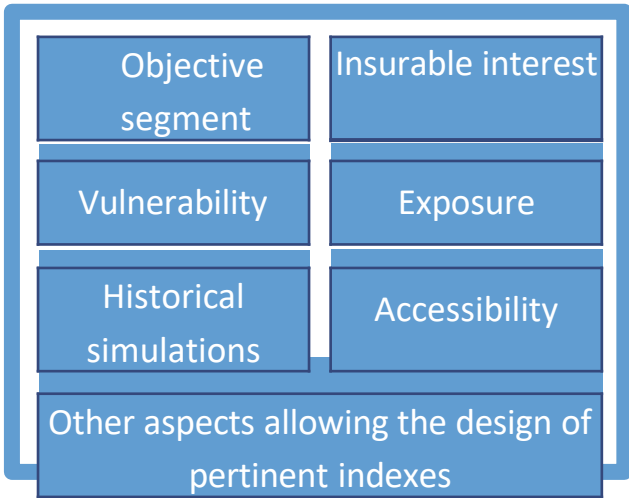 Objective
segment
Insurable interest
Vulnerability
Exposure
Historical
simulations
Accessibility
Other aspects allowing the design of
pertinent indexes